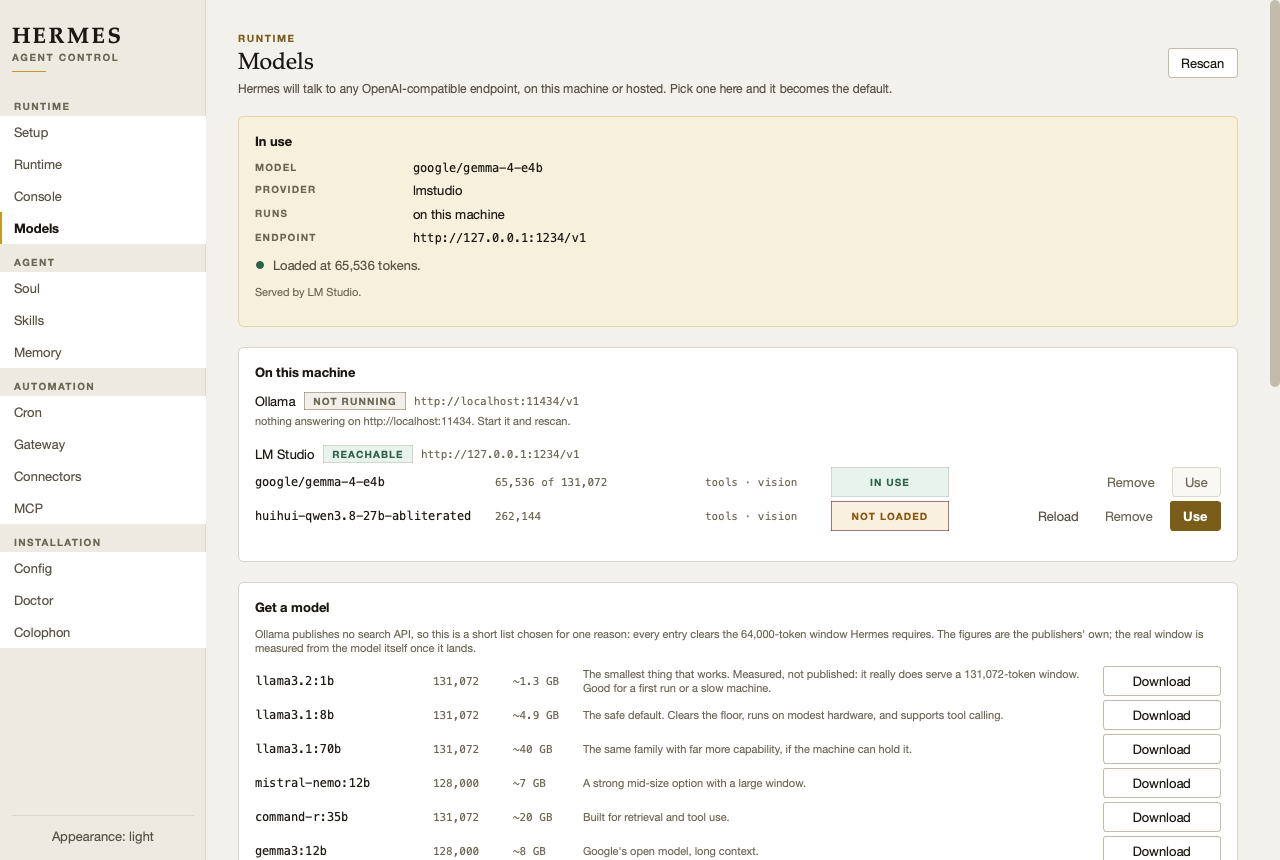 HERMES
AGENT CONTROL
RUNTIME
Setup
Runtime
Console
Models
AGENT
Soul
Skills
Memory
AUTOMATION
Cron
Gateway
Connectors
MCP
INSTALLATION
Config
Doctor
Colophon
Appearance: light
RUNTIME
Models
Rescan
Hermes will talk to any OpenAI-compatible endpoint, on this machine or hosted. Pick one here and it becomes the default.
In use
MODEL google/gemma-4-e4b
PROVIDER lmstudio
RUNS on this machine
ENDPOINT http://127.0.0.1:1234/v1
Loaded at 65,536 tokens.
Served by LM Studio.
On this machine
Ollama NOT RUNNING http://localhost:11434/v1
nothing answering on http://localhost:11434. Start it and rescan.
LM Studio REACHABLE http://127.0.0.1:1234/v1
google/gemma-4-e4b 65,536 of 131,072 tools · vision IN USE Remove Use
huihui-qwen3.8-27b-abliterated 262,144 tools · vision NOT LOADED Reload Remove Use
Get a model
Ollama publishes no search API, so this is a short list chosen for one reason: every entry clears the 64,000-token window Hermes requires. The figures are the publishers' own; the real window is
measured from the model itself once it lands.
llama3.2:1b 131,072 ~1.3 GB The smallest thing that works. Measured, not published: it really does serve a 131,072-token window.
Good for a first run or a slow machine. Download
llama3.1:8b 131,072 ~4.9 GB The safe default. Clears the floor, runs on modest hardware, and supports tool calling. Download
llama3.1:70b 131,072 ~40 GB The same family with far more capability, if the machine can hold it. Download
mistral-nemo:12b 128,000 ~7 GB A strong mid-size option with a large window. Download
command-r:35b 131,072 ~20 GB Built for retrieval and tool use. Download
gemma3:12b 128,000 ~8 GB Google's open model, long context. Download